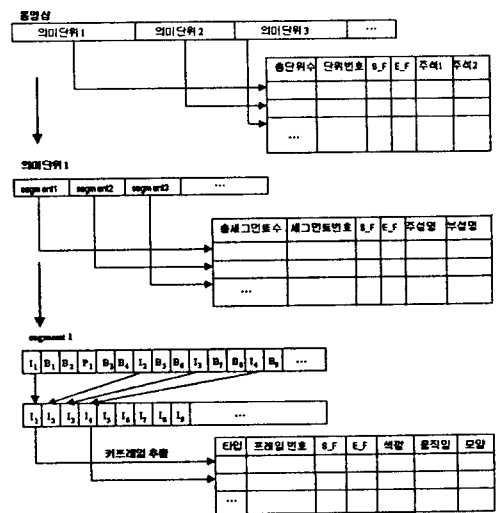 동영상
의미단위 1 의미단위 2 의미단위 3 ...
총단위수 단위번호 S_F E_F 주석1 주석2
...
의미단위 1
segment1 segment2 segment3 ...
총세그먼트수 세그먼트번호 S_F E_F 주설명 부설명
...
segment 1
I1 B1 B2 P1 B3 B4 I2 B5 B6 I3 B7 B8 I4 B9 ...
I1 I2 I3 I4 I5 I6 I7 I8 I9 ...
키프레임 추출
타입 프레임 번호 S_F E_F 색깔 움직임 모양
...